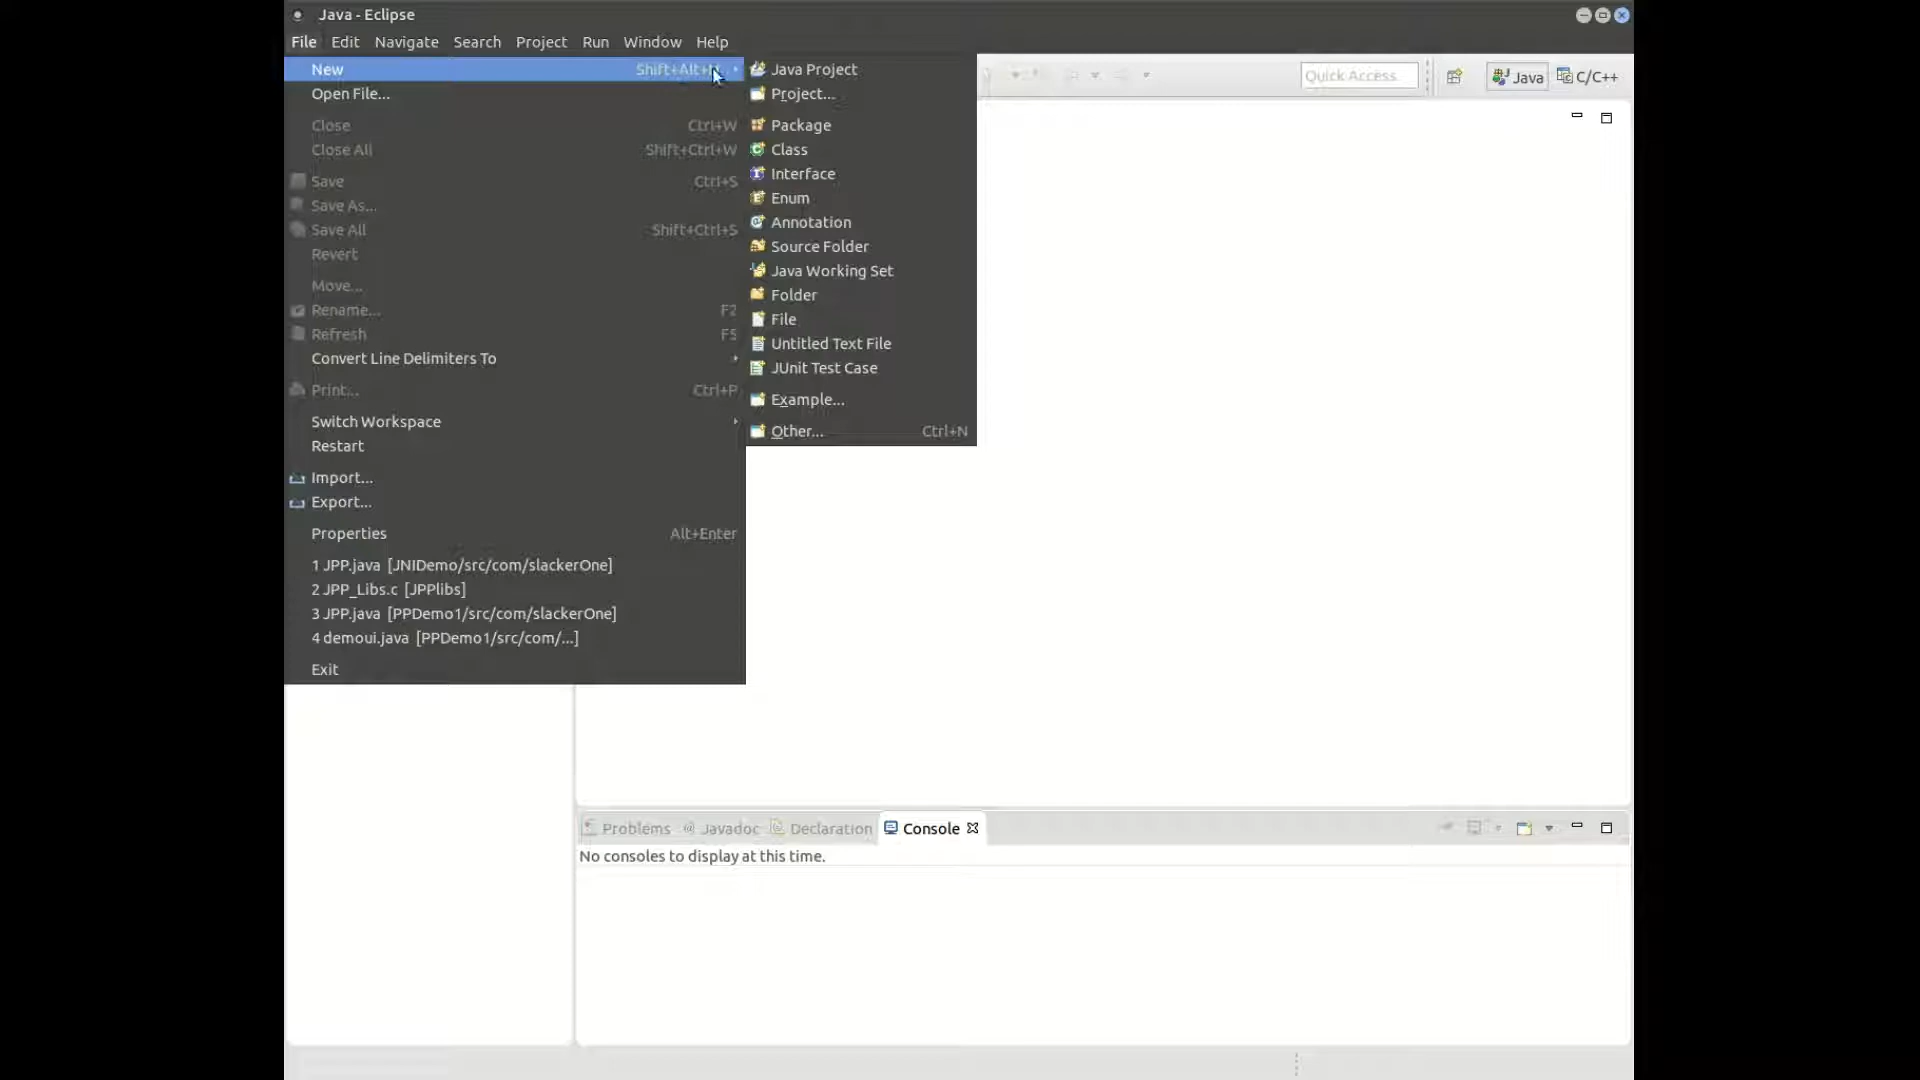 Java - Eclipse
File Edit Navigate Search Project Run Window Help
New Shift+Alt+N
Open File...
Close Ctrl+W
Close All Shift+Ctrl+W
Save Ctrl+S
Save As...
Save All Shift+Ctrl+S
Revert
Move...
Rename... F2
Refresh F5
Convert Line Delimiters To
Print... Ctrl+P
Switch Workspace
Restart
Import...
Export...
Properties Alt+Enter
1 JPP.java [JNIDemo/src/com/slackerOne]
2 JPP_Libs.c [JPPlibs]
3 JPP.java [PPDemo1/src/com/slackerOne]
4 demoui.java [PPDemo1/src/com/...]
Exit
Java Project
Project...
Package
Class
Interface
Enum
Annotation
Source Folder
Java Working Set
Folder
File
Untitled Text File
JUnit Test Case
Example...
Other... Ctrl+N
Quick Access
Java C/C++
Problems Javadoc Declaration Console
No consoles to display at this time.